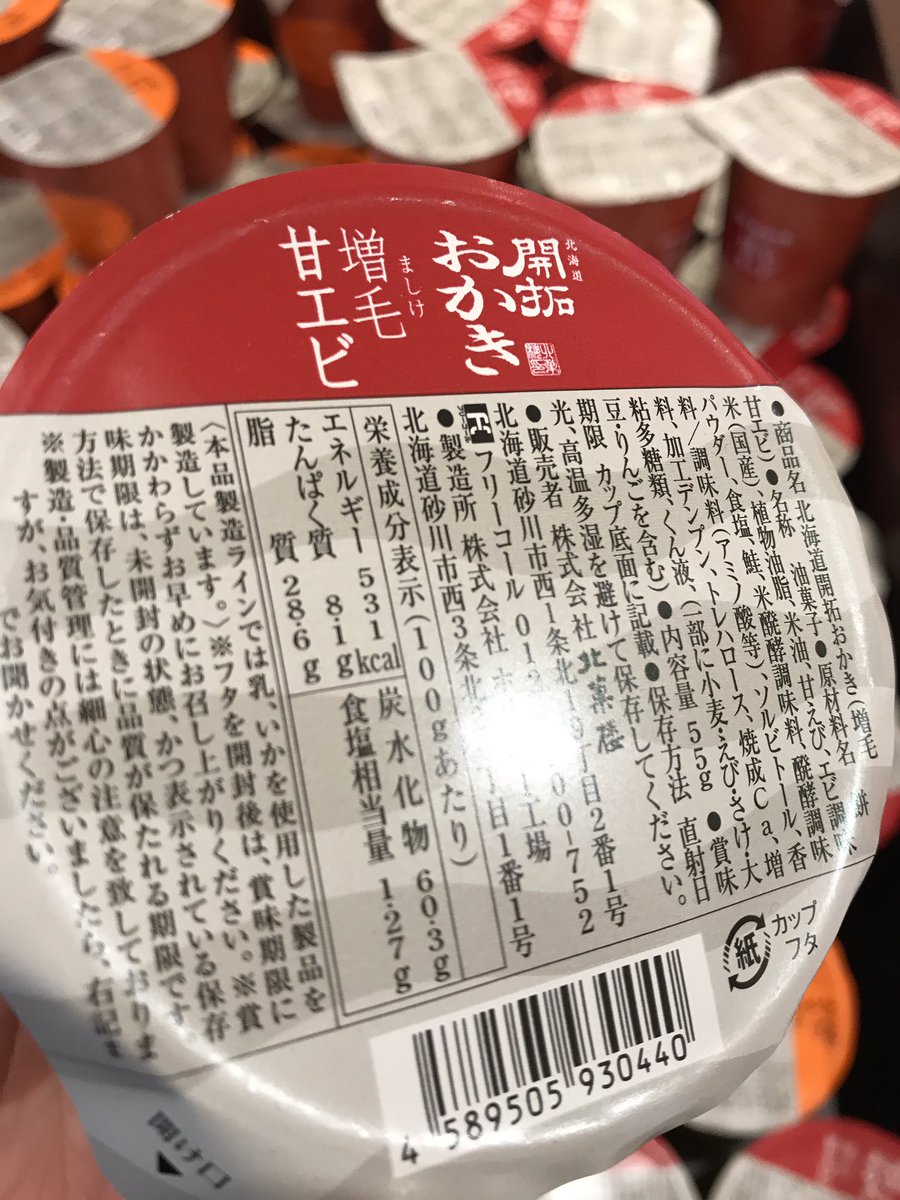 北海道
開拓
おかき
増毛
ましけ
甘エビ
●商品名 北海道開拓おかき(増毛
甘エビ)●名称 油菓子●原材料名
米(国産)、植物油脂、米油、甘えび、エビ調味
パウダー、食塩、鮭、米醗酵調味料、醗酵調味
料/調味料(アミノ酸等)、ソルビトール、香
料、加工デンプン、トレハロース、焼成Ca、増
粘多糖類、くん液、(一部に小麦・えび・さけ・大
豆・りんごを含む)●内容量 55g ●賞味
期限 カップ底面に記載●保存方法 直射日
光、高温多湿を避けて保存してください。
●販売者 株式会社 北菓楼
北海道砂川市西1条北19丁目2番1号
フリーコール
00-752
●製造所 株式会社
工場
北海道砂川市西3条北
丁目1番1号
栄養成分表示(100gあたり)
エネルギー 531kcal
たんぱく質 8.1g
脂質 28.6g
炭水化物 60.3g
食塩相当量 1.27g
〈本品製造ラインでは乳、いかを使用した製品を
製造しています。〉※フタを開封後は、賞味期限に
かかわらずお早めにお召し上がりください。※賞
味期限は、未開封の状態、かつ表示されている保存
方法で保存したときに品質が保たれる期限です。
※製造・品質管理には細心の注意を致しておりま
すが、お気付きの点がございましたら、右記ま
でお聞かせください。
紙
カップ
フタ
4 589505 930440
開け口